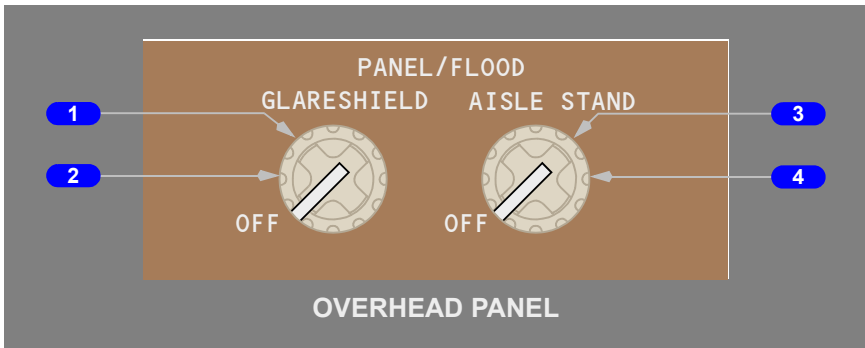 PANEL/FLOOD
GLARESHIELD AISLE STAND
1 3
2 4
OFF OFF
OVERHEAD PANEL